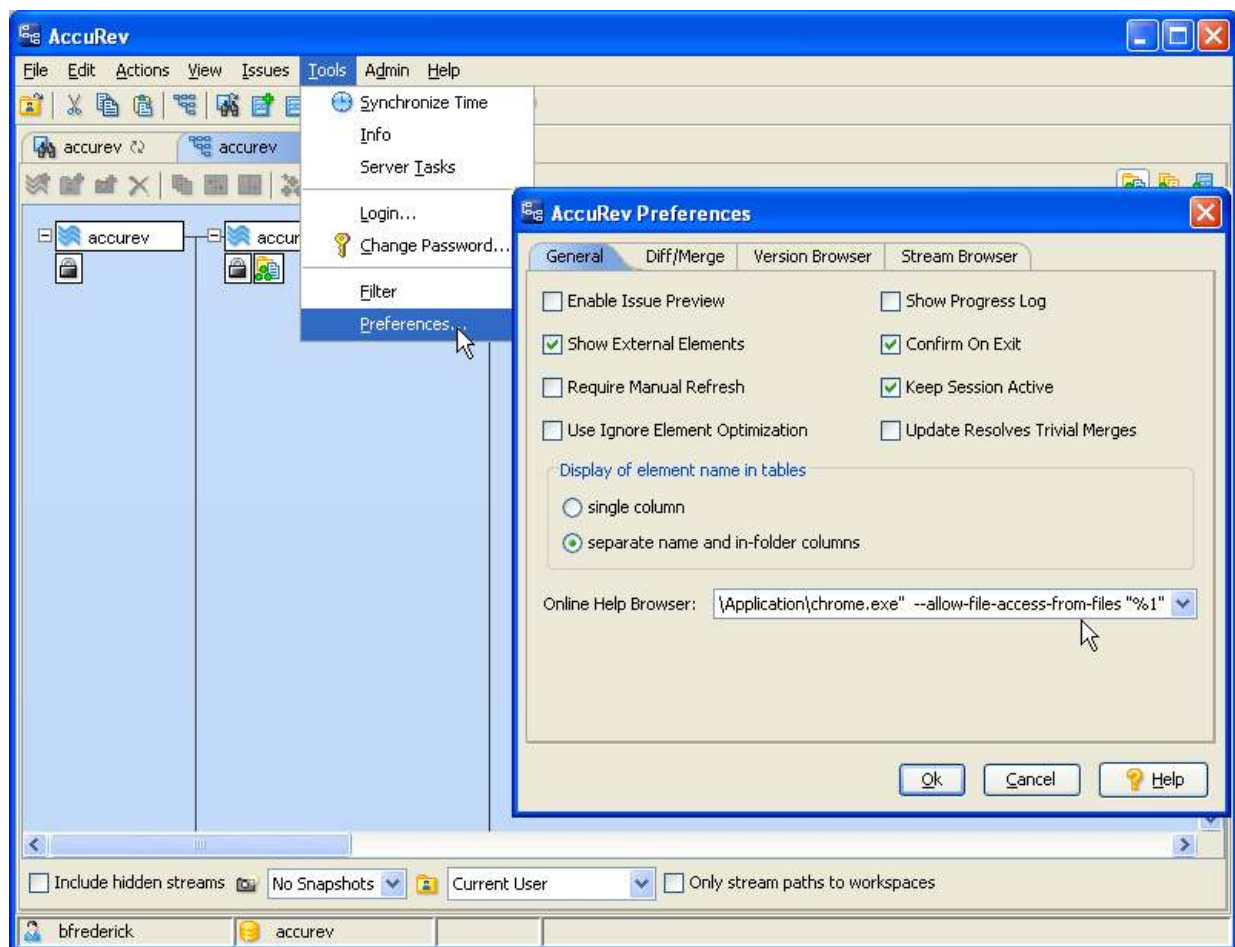 AccuRev
File Edit Actions View Issues Tools Admin Help
accurev
accurev
Synchronize Time
Info
Server Tasks
Login...
Change Password...
Filter
Preferences...
accurev
accur
AccuRev Preferences
General Diff/Merge Version Browser Stream Browser
Enable Issue Preview
Show Progress Log
Show External Elements
Confirm On Exit
Require Manual Refresh
Keep Session Active
Use Ignore Element Optimization
Update Resolves Trivial Merges
Display of element name in tables
single column
separate name and in-folder columns
Online Help Browser: \Application\chrome.exe" --allow-file-access-from-files "%1"
Ok Cancel Help
Include hidden streams No Snapshots Current User Only stream paths to workspaces
bfrederick accurev